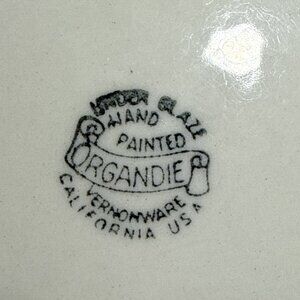 UNDER GLAZE
HAND
PAINTED
ORGANDIE
VERNONWARE
CALIFORNIA USA